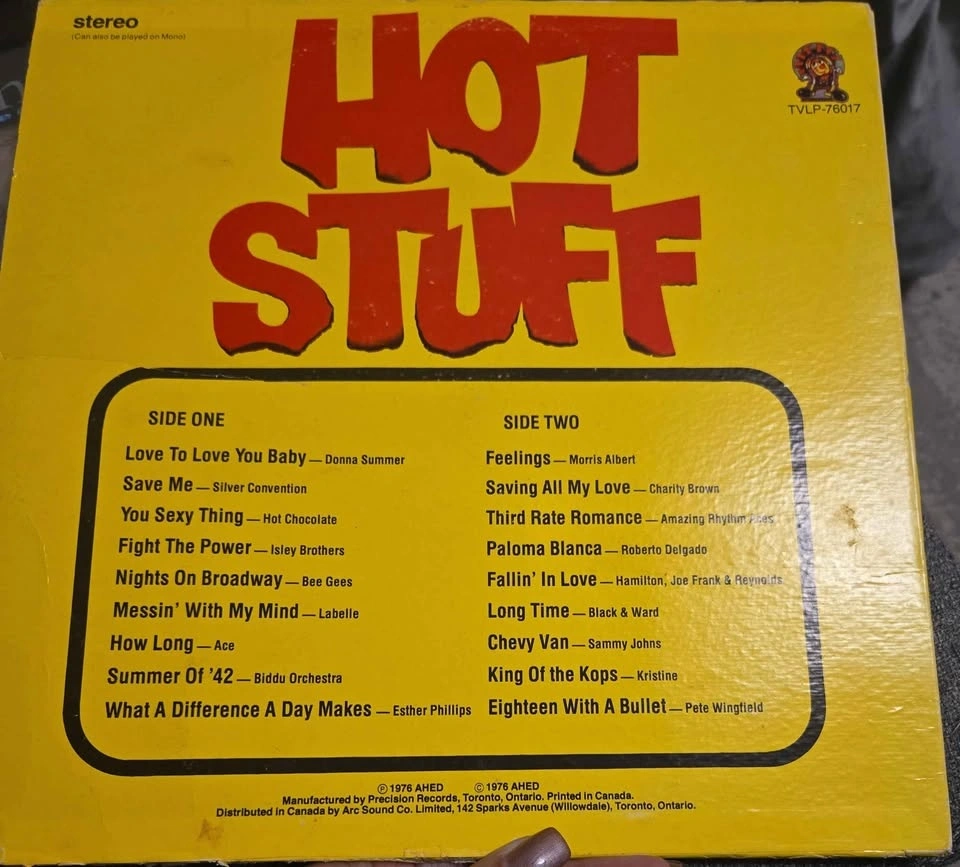 stereo
(Can also be played on Mono)
HOT
STUFF
TVLP-76017
SIDE ONE
Love To Love You Baby — Donna Summer
Save Me — Silver Convention
You Sexy Thing — Hot Chocolate
Fight The Power — Isley Brothers
Nights On Broadway — Bee Gees
Messin' With My Mind — Labelle
How Long — Ace
Summer Of '42 — Biddu Orchestra
What A Difference A Day Makes — Esther Phillips
SIDE TWO
Feelings — Morris Albert
Saving All My Love — Charity Brown
Third Rate Romance — Amazing Rhythm Aces
Paloma Blanca — Roberto Delgado
Fallin' In Love — Hamilton, Joe Frank & Reynolds
Long Time — Black & Ward
Chevy Van — Sammy Johns
King Of the Kops — Kristine
Eighteen With A Bullet — Pete Wingfield
Ⓟ 1976 AHED © 1976 AHED
Manufactured by Precision Records, Toronto, Ontario. Printed in Canada.
Distributed in Canada by Arc Sound Co. Limited, 142 Sparks Avenue (Willowdale), Toronto, Ontario.